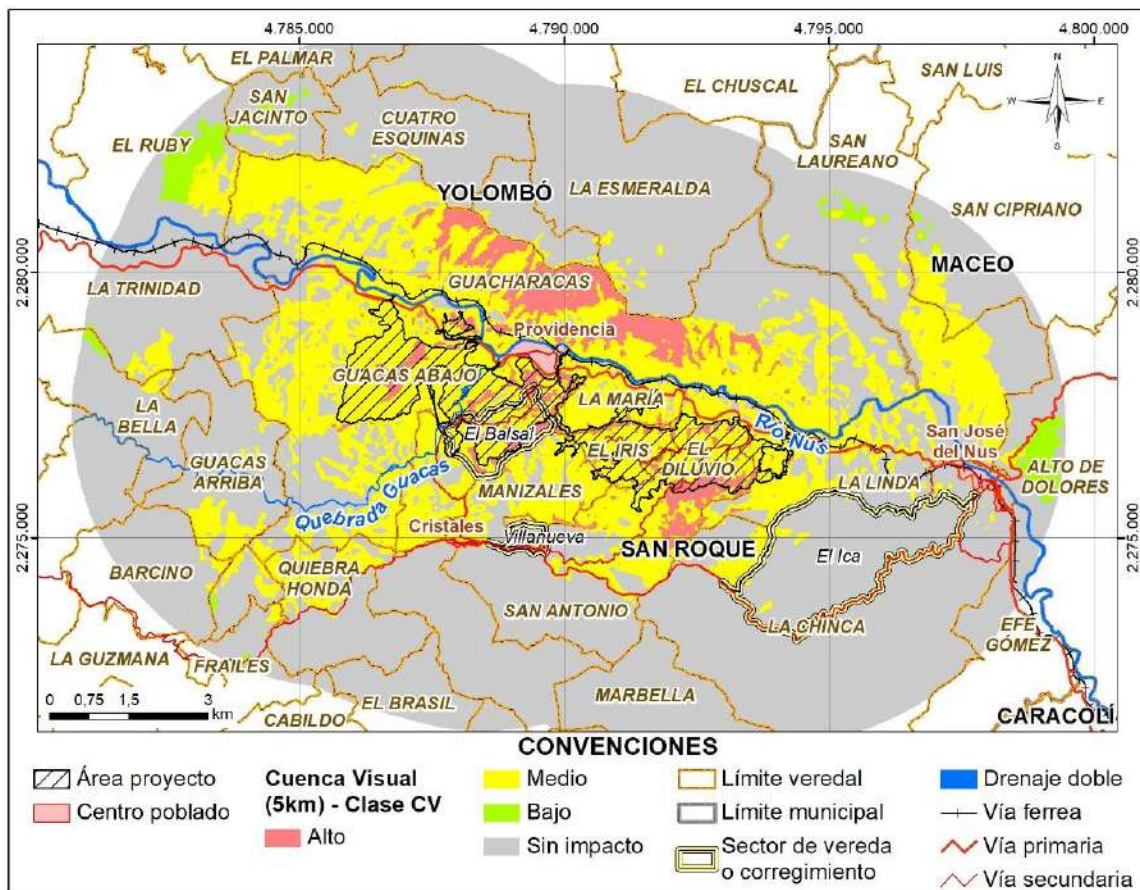 4.785.000
4.790.000
4.795.000
4.800.000
EL PALMAR
SAN LUIS
EL CHUSCAL
SAN
JACINTO
CUATRO
ESQUINAS
N
W
E
S
EL RUBY
SAN
LAUREANO
YOLOMBÓ
LA ESMERALDA
SAN CIPRIANO
2.280.000
MACEO
2.280.000
LA TRINIDAD
GUACHARACAS
Providencia
GUACAS ABAJO
LA MARÍA
LA
BELLA
El Balsal
Río Nus
San José
del Nus
EL IRIS
EL
DILÚVIO
GUACAS
ARRIBA
Quebrada Guacas
MANIZALES
LA LINDA
ALTO DE
DOLORES
2.275.000
Cristales
Villanueva
SAN ROQUE
El Ica
2.275.000
BARCINO
QUIEBRA
HONDA
SAN ANTONIO
LA CHINCA
EFE
GÓMEZ
LA GUZMANA
FRAILES
MARBELLA
EL BRASIL
CABILDO
CARACOLÍ
0 0,75 1,5 3
km
CONVENCIONES
Área proyecto
Centro poblado
Cuenca Visual
(5km) - Clase CV
Alto
Medio
Bajo
Sin impacto
Límite veredal
Límite municipal
Sector de vereda
o corregimiento
Drenaje doble
Vía ferrea
Vía primaria
Vía secundaria